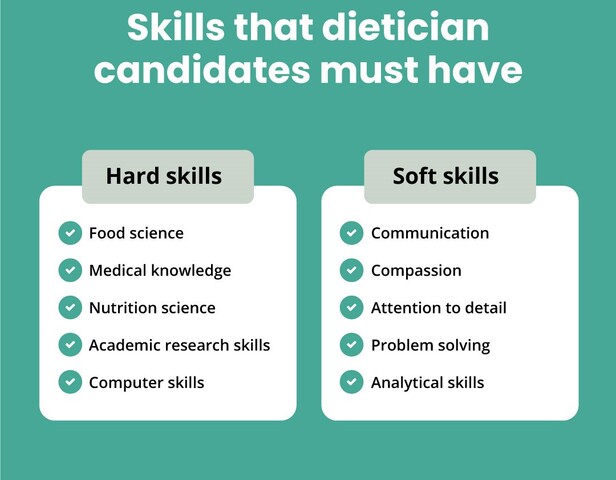 Skills that dietician
candidates must have
Hard skills
Food science
Medical knowledge
Nutrition science
Academic research skills
Computer skills
Soft skills
Communication
Compassion
Attention to detail
Problem solving
Analytical skills